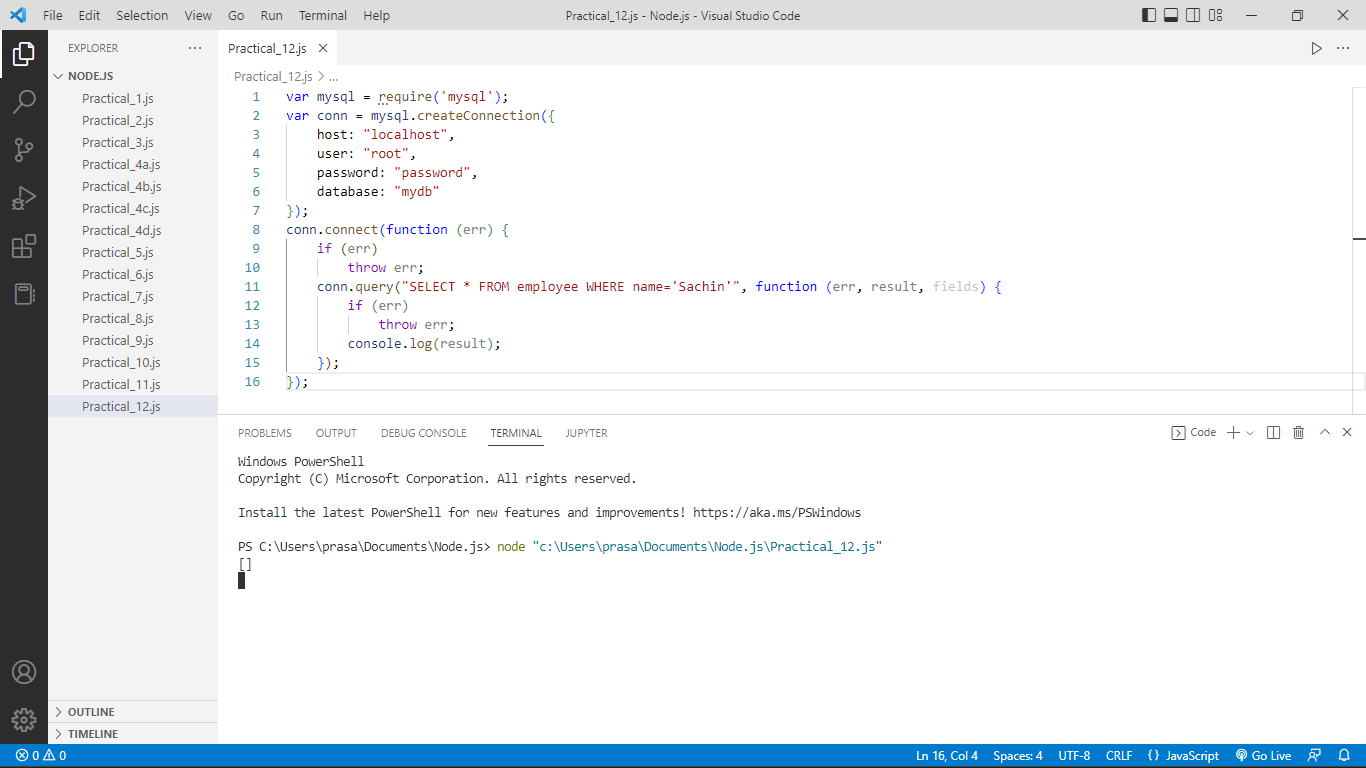 File Edit Selection View Go Run Terminal Help Practical_12.js - Node.js - Visual Studio Code
EXPLORER
NODE.JS
Practical_1.js
Practical_2.js
Practical_3.js
Practical_4a.js
Practical_4b.js
Practical_4c.js
Practical_4d.js
Practical_5.js
Practical_6.js
Practical_7.js
Practical_8.js
Practical_9.js
Practical_10.js
Practical_11.js
Practical_12.js
OUTLINE
TIMELINE
Practical_12.js
Practical_12.js > ...
1 var mysql = require('mysql');
2 var conn = mysql.createConnection({
3 host: "localhost",
4 user: "root",
5 password: "password",
6 database: "mydb"
7 });
8 conn.connect(function (err) {
9 if (err)
10 throw err;
11 conn.query("SELECT * FROM employee WHERE name='Sachin'", function (err, result, fields) {
12 if (err)
13 throw err;
14 console.log(result);
15 });
16 });
PROBLEMS OUTPUT DEBUG CONSOLE TERMINAL JUPYTER Code
Windows PowerShell
Copyright (C) Microsoft Corporation. All rights reserved.
Install the latest PowerShell for new features and improvements! https://aka.ms/PSWindows
PS C:\Users\prasa\Documents\Node.js> node "c:\Users\prasa\Documents\Node.js\Practical_12.js"
[]
0 0 Ln 16, Col 4 Spaces: 4 UTF-8 CRLF {} JavaScript Go Live